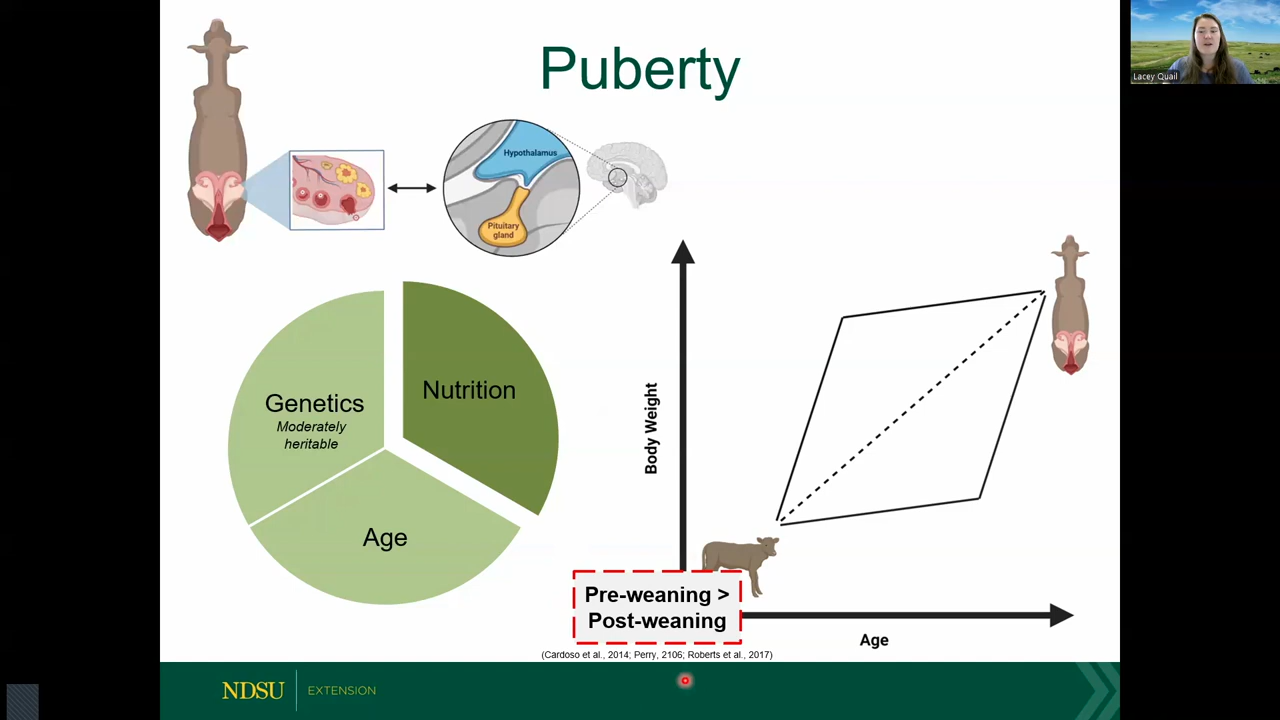 Puberty
Lacey Quail
Hypothalamus
Pituitary
gland
Genetics
Moderately
heritable
Nutrition
Age
Body Weight
Pre-weaning >
Post-weaning
Age
(Cardoso et al., 2014; Perry, 2106; Roberts et al., 2017)
NDSU
EXTENSION